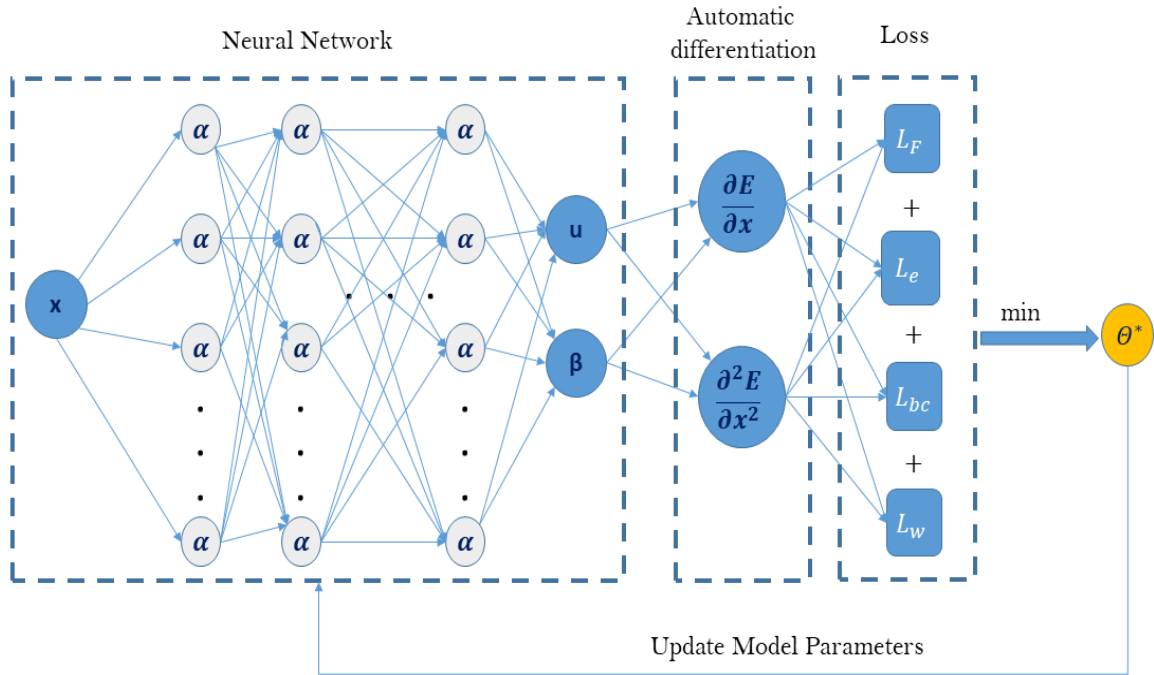 Automatic
differentiation
Neural Network
Loss
α α α
L_F
∂E/∂x
+
u
α α α
L_e
x
. . .
+
min
Θ*
α α α
β
∂²E/∂x²
L_bc
. . .
. . .
+
. . .
L_w
α α α
Update Model Parameters